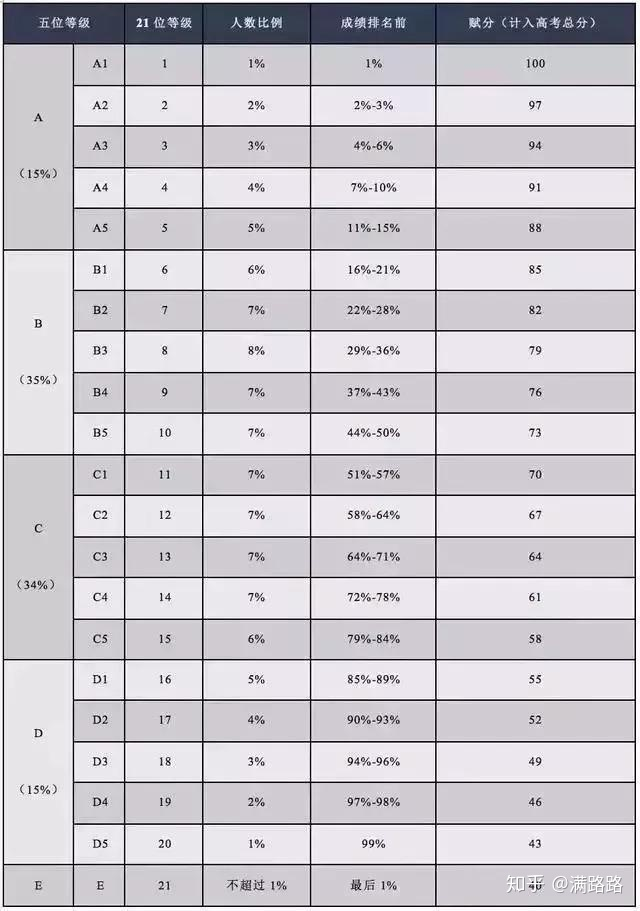 五位等级 21位等级 人数比例 成绩排名前 赋分（计入高考总分）
A
（15%）
A1 1 1% 1% 100
A2 2 2% 2%-3% 97
A3 3 3% 4%-6% 94
A4 4 4% 7%-10% 91
A5 5 5% 11%-15% 88
B
（35%）
B1 6 6% 16%-21% 85
B2 7 7% 22%-28% 82
B3 8 8% 29%-36% 79
B4 9 7% 37%-43% 76
B5 10 7% 44%-50% 73
C
（34%）
C1 11 7% 51%-57% 70
C2 12 7% 58%-64% 67
C3 13 7% 64%-71% 64
C4 14 7% 72%-78% 61
C5 15 6% 79%-84% 58
D
（15%）
D1 16 5% 85%-89% 55
D2 17 4% 90%-93% 52
D3 18 3% 94%-96% 49
D4 19 2% 97%-98% 46
D5 20 1% 99% 43
E E 21 不超过1% 最后1% 40
知乎 @满路路